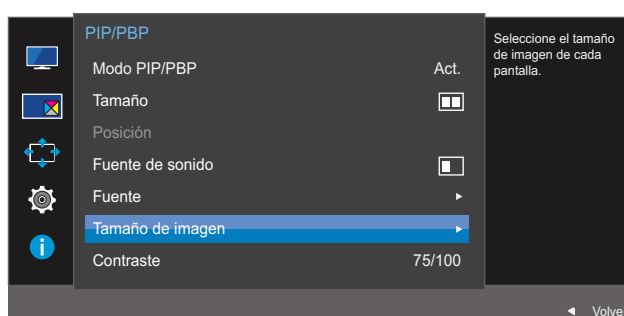 PIP/PBP
Modo PIP/PBP Act.
Tamaño
Posición
Fuente de sonido
Fuente
Tamaño de imagen
Contraste 75/100
Seleccione el tamaño
de imagen de cada
pantalla.
Volve